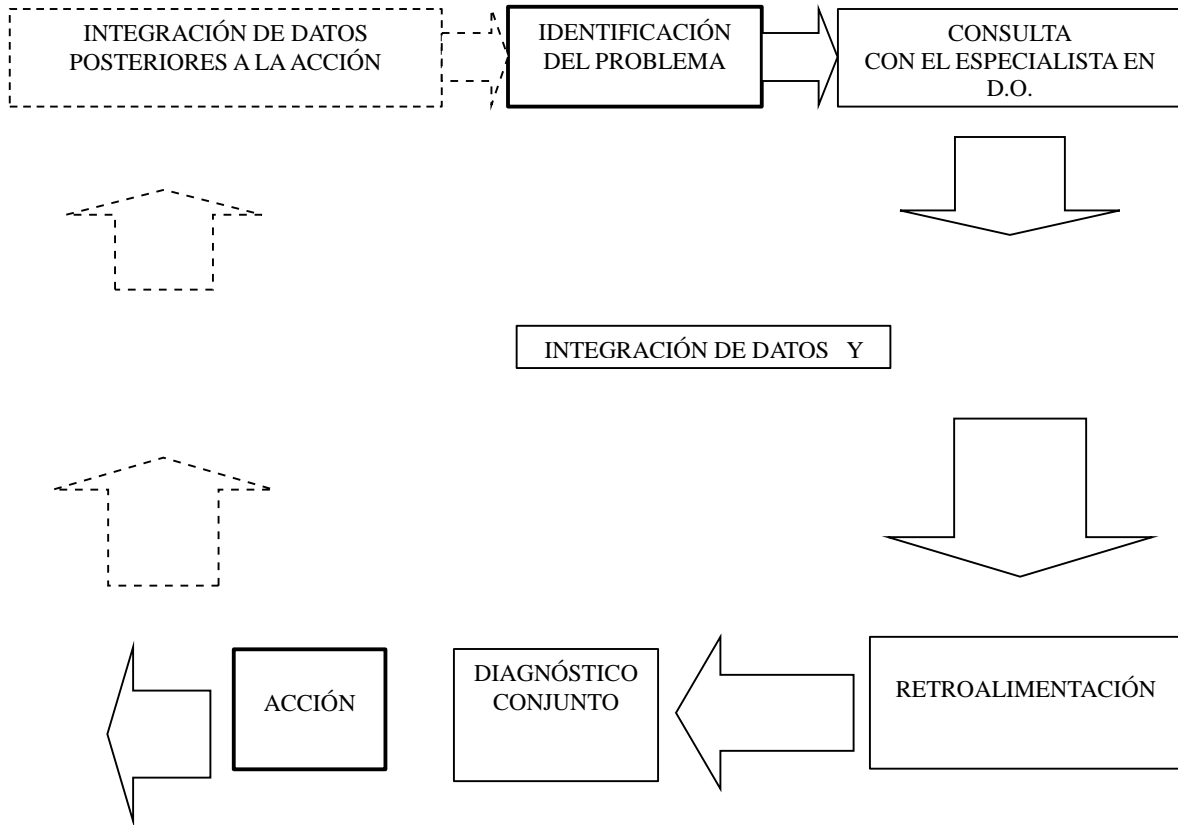 INTEGRACIÓN DE DATOS
POSTERIORES A LA ACCIÓN
IDENTIFICACIÓN
DEL PROBLEMA
CONSULTA
CON EL ESPECIALISTA EN
D.O.
INTEGRACIÓN DE DATOS Y
RETROALIMENTACIÓN
DIAGNÓSTICO
CONJUNTO
ACCIÓN